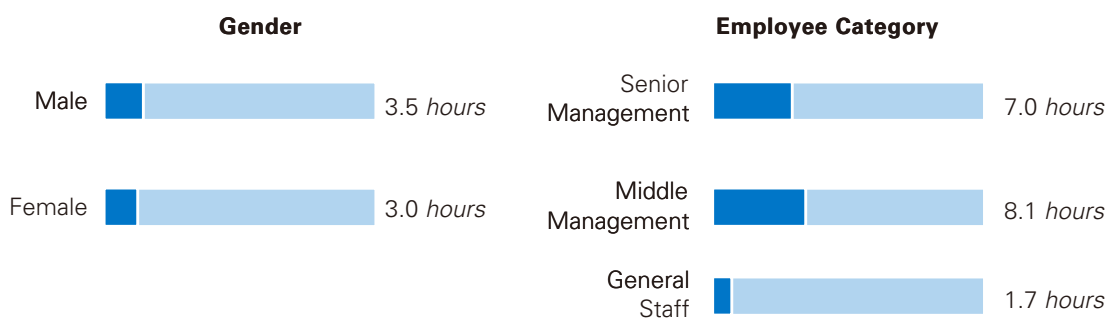 Gender
Male
3.5 hours
Female
3.0 hours
Employee Category
Senior
Management
7.0 hours
Middle
Management
8.1 hours
General
Staff
1.7 hours